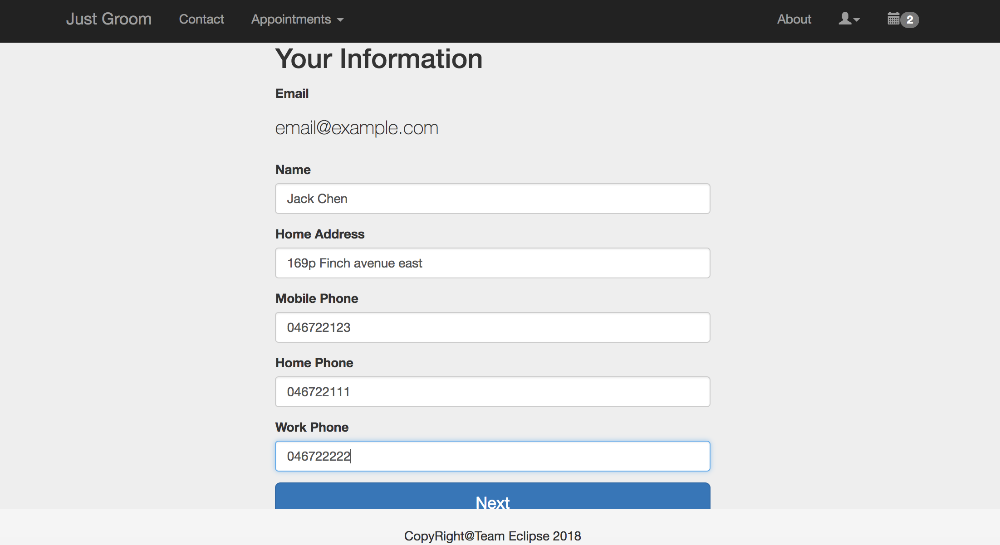 Just Groom Contact Appointments About 2
Your Information
Email
email@example.com
Name
Jack Chen
Home Address
169p Finch avenue east
Mobile Phone
046722123
Home Phone
046722111
Work Phone
046722222
Next
CopyRight@Team Eclipse 2018